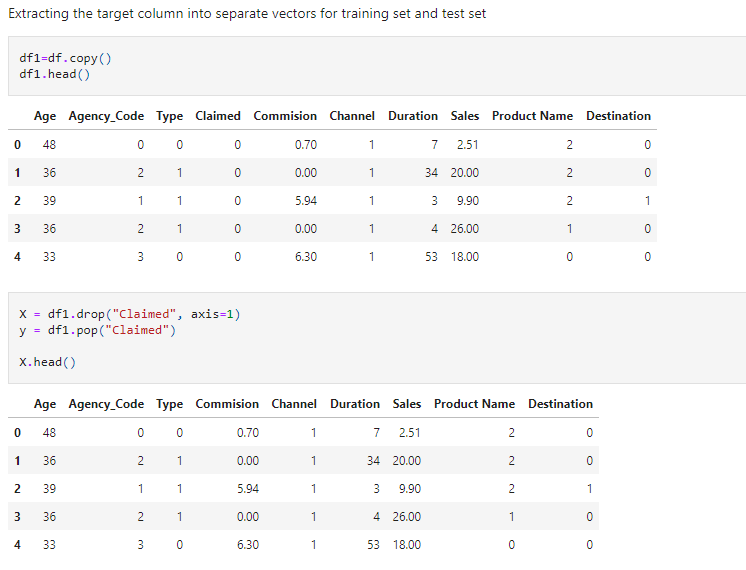 Extracting the target column into separate vectors for training set and test set
df1=df.copy()
df1.head()
Age Agency_Code Type Claimed Commision Channel Duration Sales Product Name Destination
0 48 0 0 0 0.70 1 7 2.51 2 0
1 36 2 1 0 0.00 1 34 20.00 2 0
2 39 1 1 0 5.94 1 3 9.90 2 1
3 36 2 1 0 0.00 1 4 26.00 1 0
4 33 3 0 0 6.30 1 53 18.00 0 0
X = df1.drop("Claimed", axis=1)
y = df1.pop("Claimed")
X.head()
Age Agency_Code Type Commision Channel Duration Sales Product Name Destination
0 48 0 0 0.70 1 7 2.51 2 0
1 36 2 1 0.00 1 34 20.00 2 0
2 39 1 1 5.94 1 3 9.90 2 1
3 36 2 1 0.00 1 4 26.00 1 0
4 33 3 0 6.30 1 53 18.00 0 0